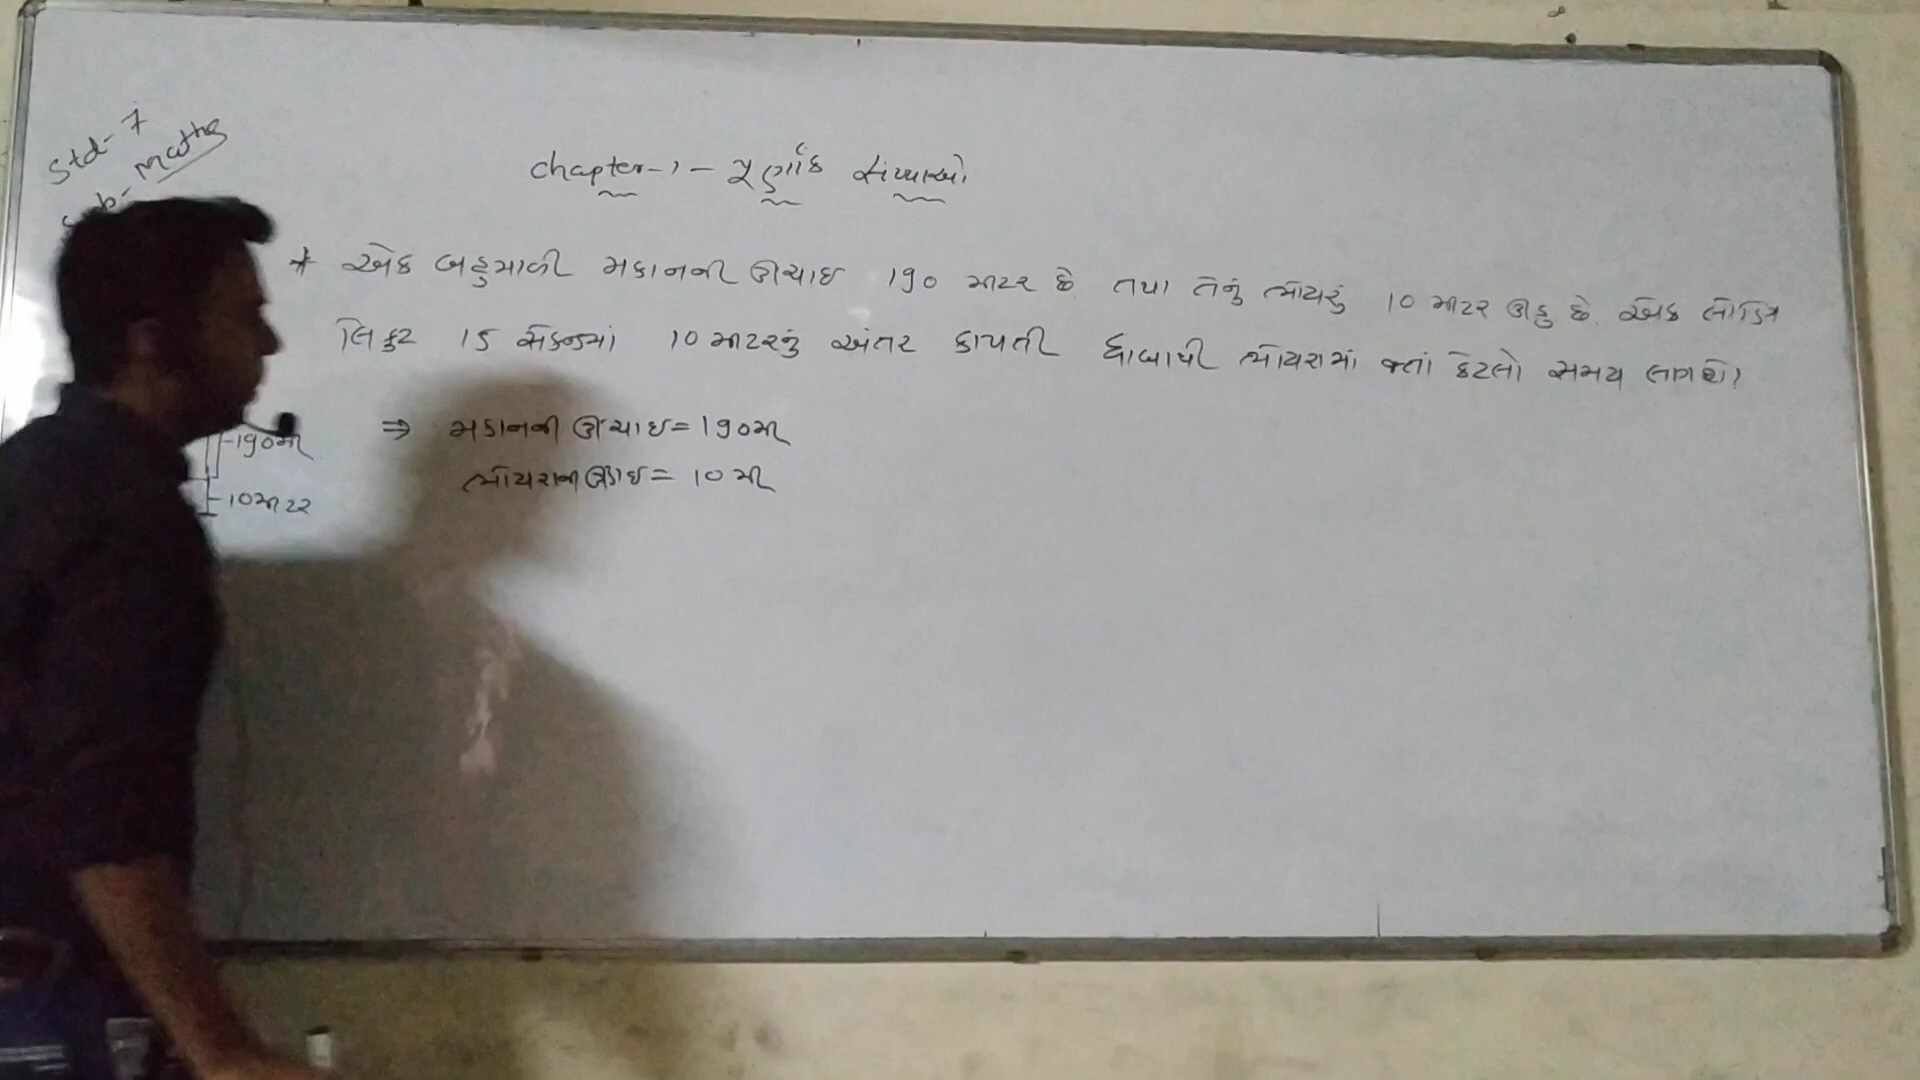 Std-7
Sub- Maths
chapter-1 - પૂર્ણાંક સંખ્યાઓ
* એક બહુમાળી મકાનની ઊંચાઇ 190 મીટર છે તથા તેનું ભોંયરું 10 મીટર ઊંડુ છે. એક
લિફ્ટ 15 સેકન્ડમાં 10 મીટરનું અંતર કાપતી ધાબાથી ભોંયરામાં જતાં કેટલો સમય લાગશે?
⇒ મકાનની ઊંચાઇ = 190મી
ભોંયરાની ઊંડાઇ = 10 મી
190મી
10મીટર